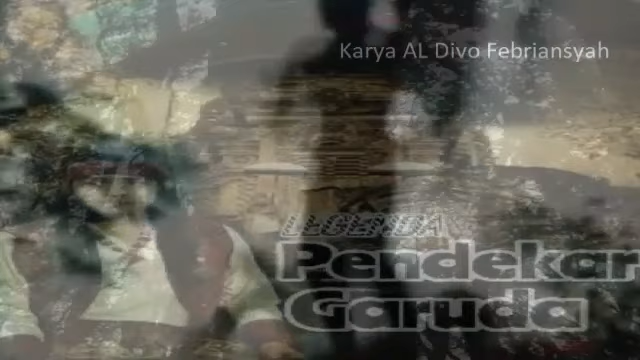 Karya AL Divo Febriansyah
LEGENDA
Pendekar
Garuda